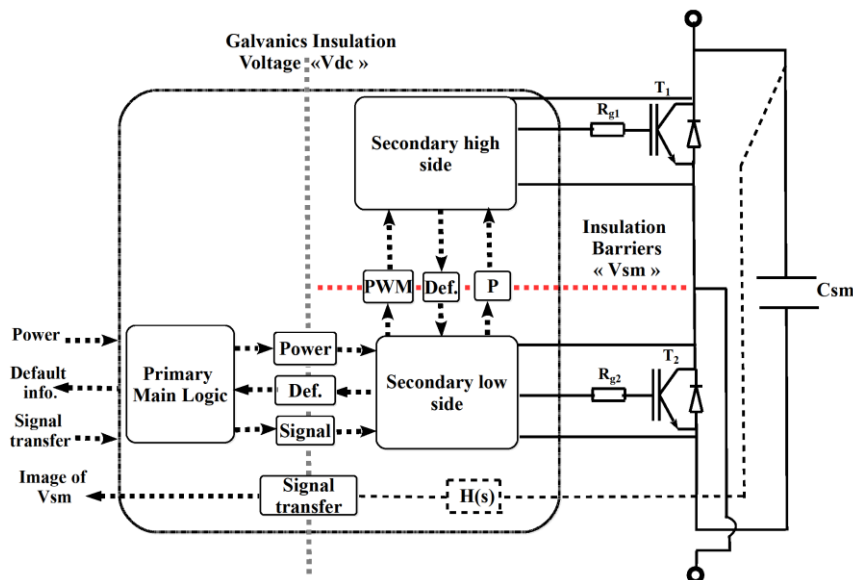 Galvanics Insulation
Voltage «Vdc »
T1
Rg1
Secondary high
side
Insulation
Barriers
« Vsm »
PWM
Def.
P
Csm
Power
Default
info.
Signal
transfer
Image of
Vsm
Primary
Main Logic
Power
Def.
Signal
Secondary low
side
T2
Rg2
Signal
transfer
H(s)